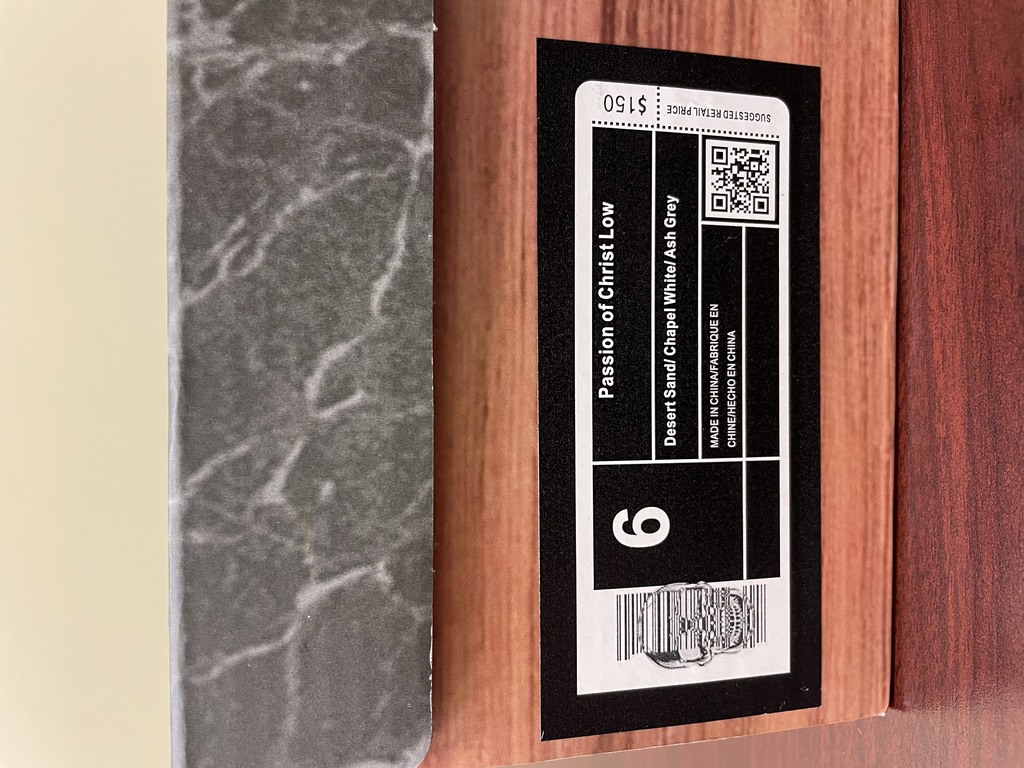 6
Passion of Christ Low
Desert Sand/ Chapel White/ Ash Grey
MADE IN CHINA/FABRIQUE EN
CHINE/HECHO EN CHINA
$150
SUGGESTED RETAIL PRICE